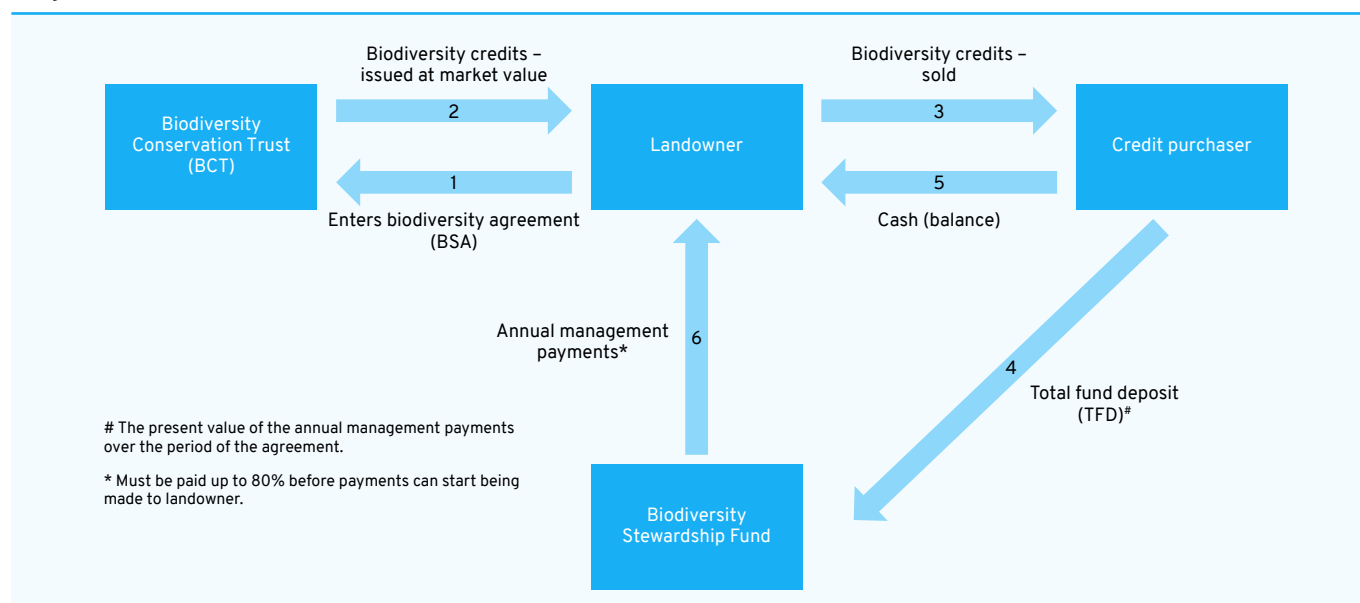 Biodiversity credits –
issued at market value
Biodiversity credits –
sold
Biodiversity
Conservation Trust
(BCT)
2
Landowner
3
Credit purchaser
1
5
Enters biodiversity agreement
(BSA)
Cash (balance)
Annual management
payments*
6
4
Total fund deposit
(TFD)#
# The present value of the annual management payments
over the period of the agreement.
* Must be paid up to 80% before payments can start being
made to landowner.
Biodiversity
Stewardship Fund